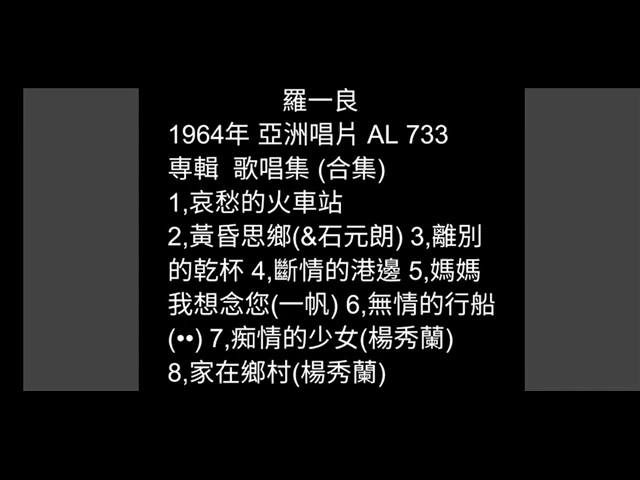 羅一良
1964年 亞洲唱片 AL 733
専輯 歌唱集 (合集)
1,哀愁的火車站
2,黃昏思鄉(&石元朗) 3,離別
的乾杯 4,斷情的港邊 5,媽媽
我想念您(一帆) 6,無情的行船
(••) 7,痴情的少女(楊秀蘭)
8,家在鄉村(楊秀蘭)